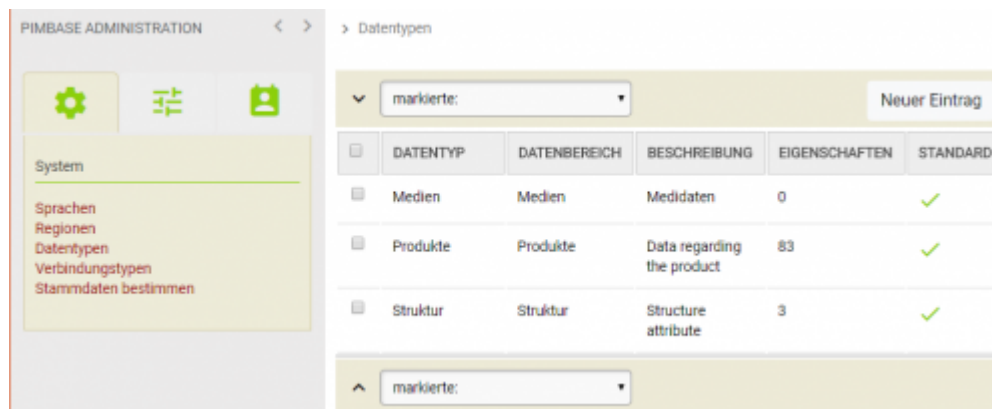 PIMBASE ADMINISTRATION
> Datentypen
markierte:
Neuer Eintrag
System
Sprachen
Regionen
Datentypen
Verbindungstypen
Stammdaten bestimmen
DATENTYP DATENBEREICH BESCHREIBUNG EIGENSCHAFTEN STANDARD
Medien Medien Medidaten 0
Produkte Produkte Data regarding 83
the product
Struktur Struktur Structure 3
attribute
markierte: